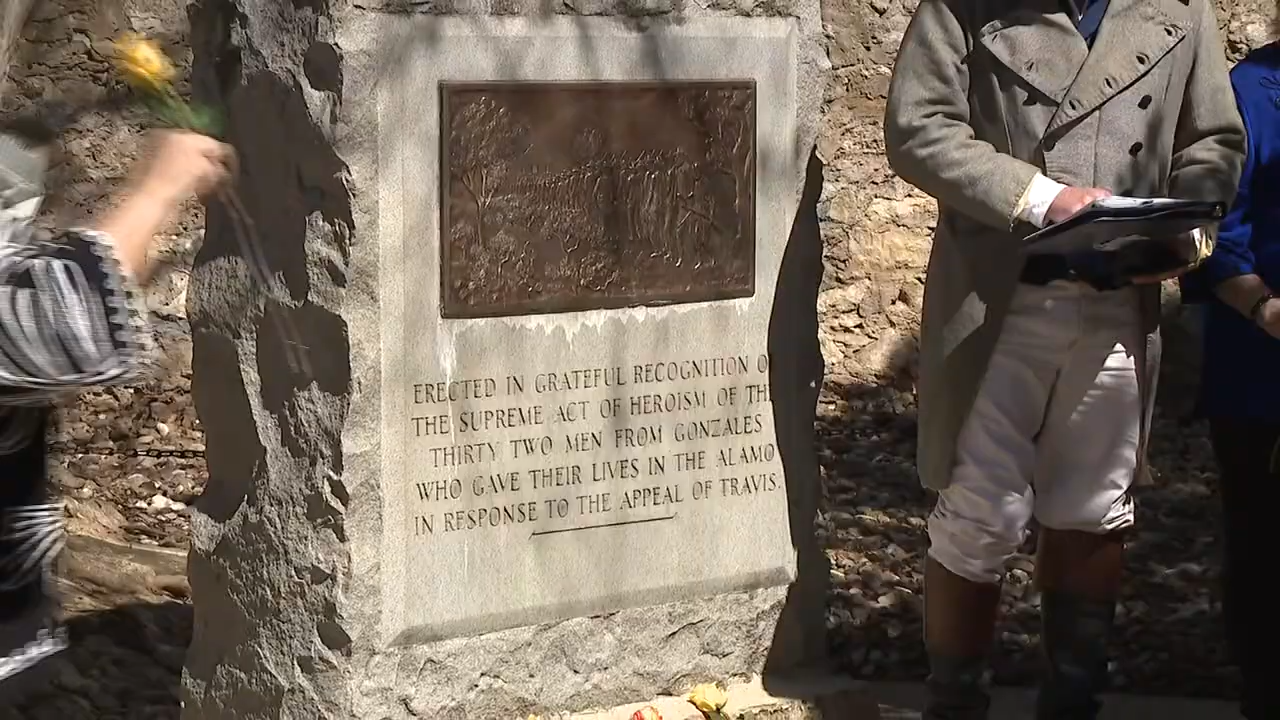 ERECTED IN GRATEFUL RECOGNITION O
THE SUPREME ACT OF HEROISM OF THE
THIRTY TWO MEN FROM GONZALES
WHO GAVE THEIR LIVES IN THE ALAMO
IN RESPONSE TO THE APPEAL OF TRAVIS.